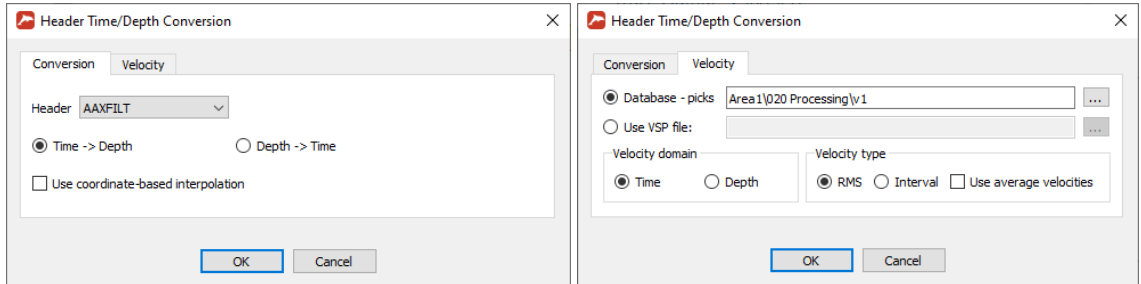 Header Time/Depth Conversion
Conversion Velocity
Header AAXFILT
Time -> Depth Depth -> Time
Use coordinate-based interpolation
OK Cancel
Header Time/Depth Conversion
Conversion Velocity
Database - picks Area1\020 Processing\v1 ...
Use VSP file: ...
Velocity domain Velocity type
Time Depth RMS Interval Use average velocities
OK Cancel